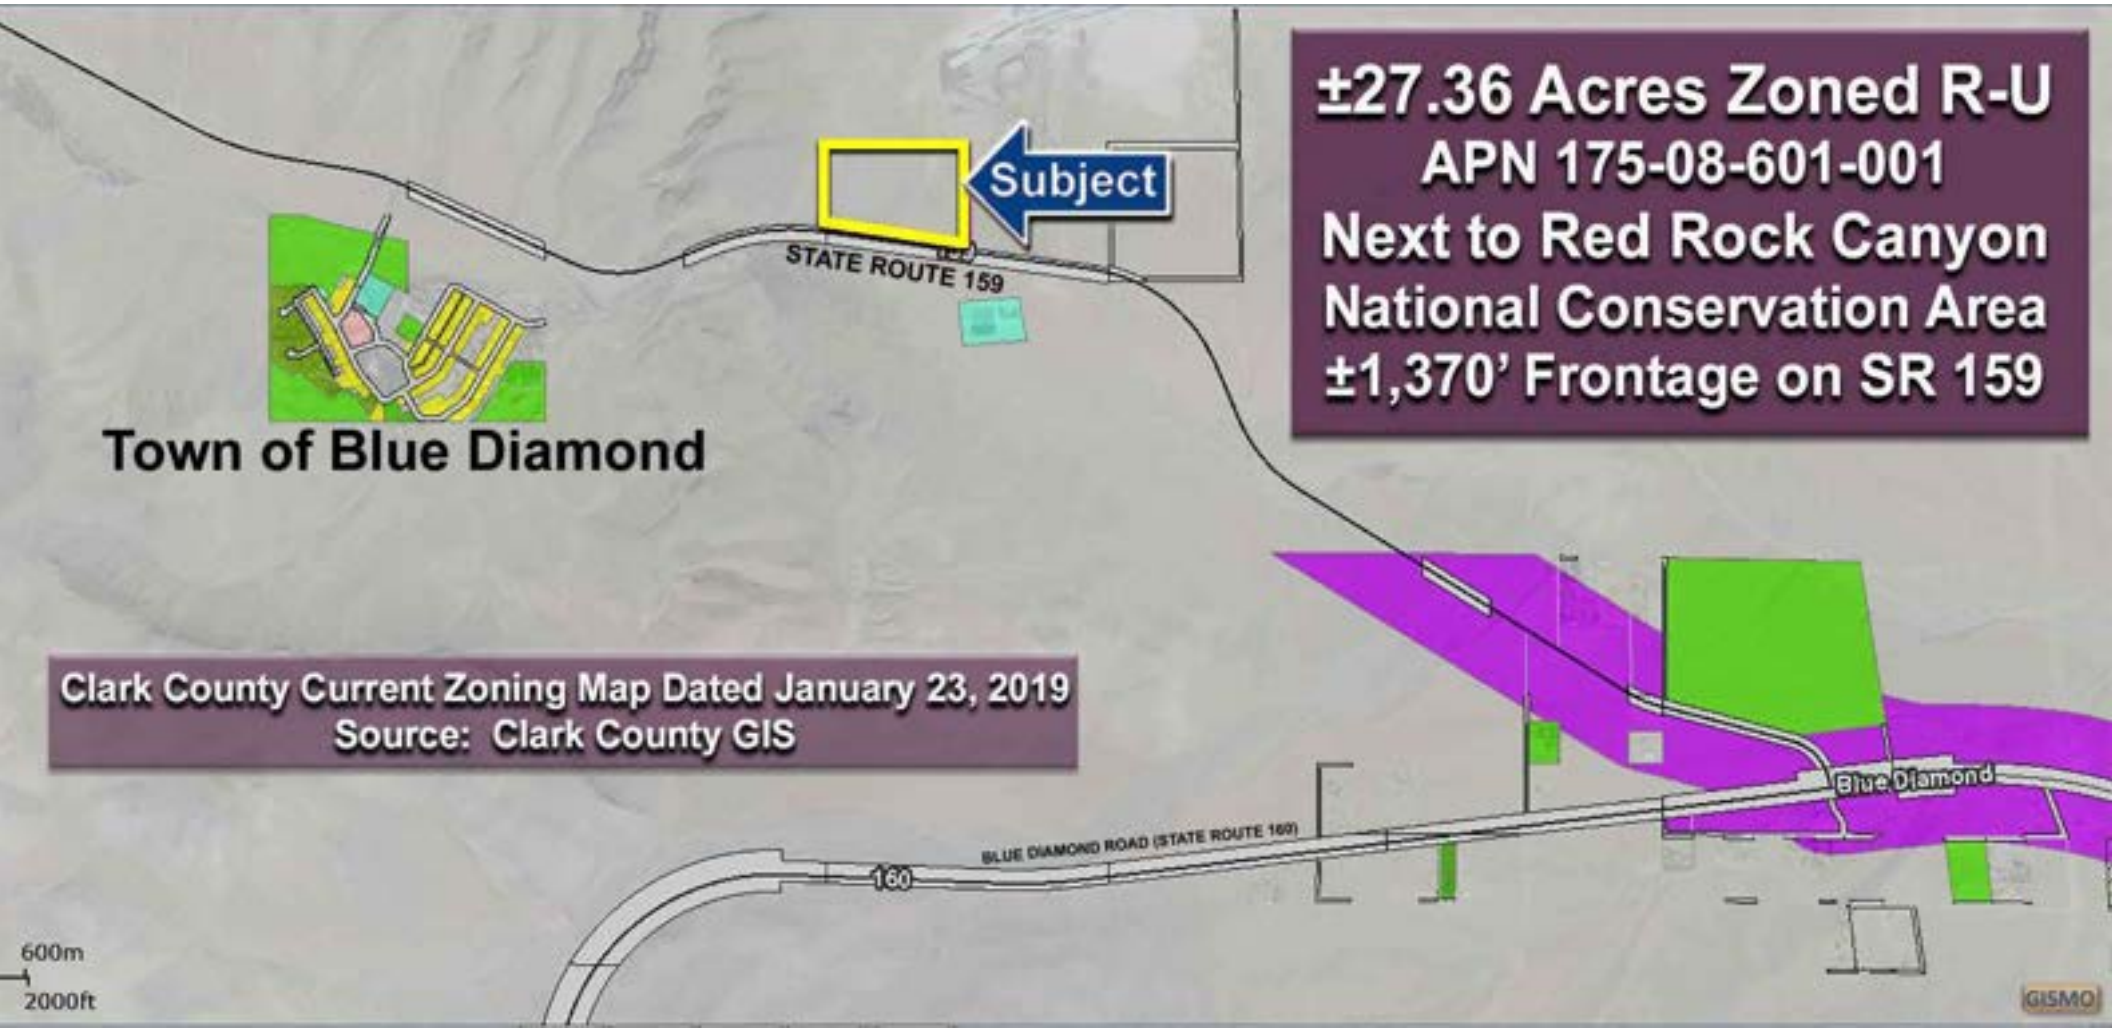 ±27.36 Acres Zoned R-U
APN 175-08-601-001
Next to Red Rock Canyon
National Conservation Area
±1,370’ Frontage on SR 159
Subject
STATE ROUTE 159
Town of Blue Diamond
Clark County Current Zoning Map Dated January 23, 2019
Source: Clark County GIS
Blue Diamond
BLUE DIAMOND ROAD (STATE ROUTE 160)
160
600m
2000ft
GISMO